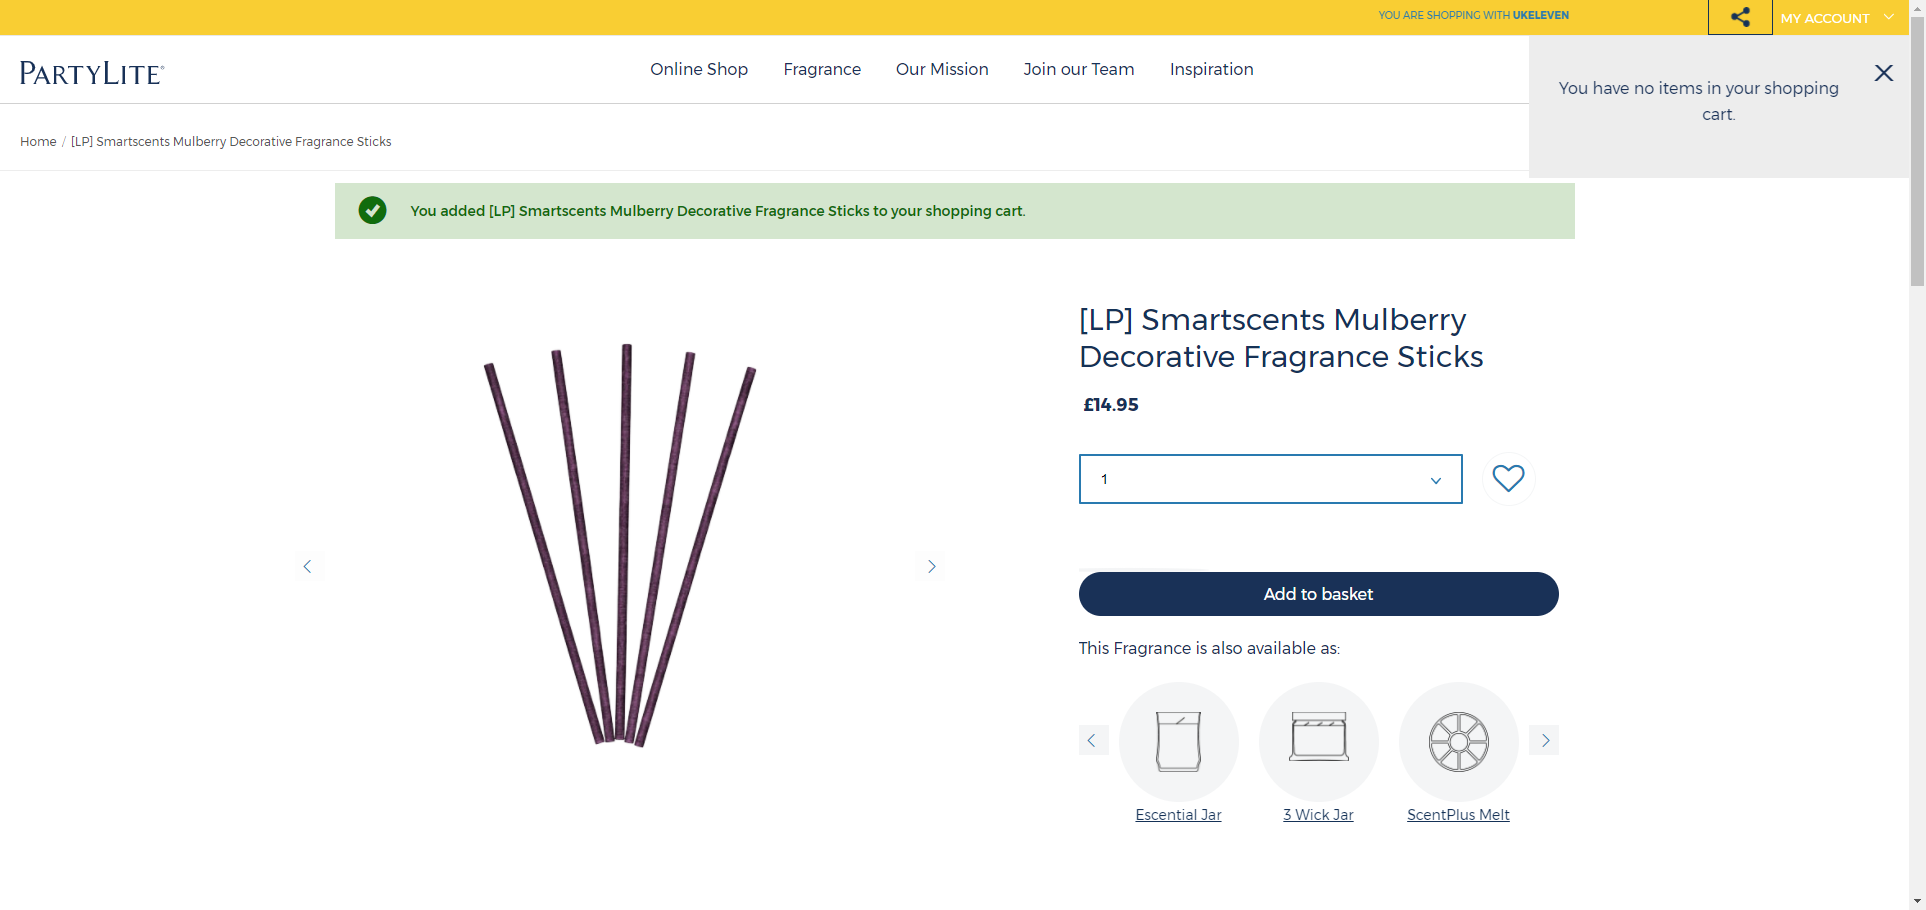 YOU ARE SHOPPING WITH UKELEVEN
MY ACCOUNT
PARTYLITE®
Online Shop
Fragrance
Our Mission
Join our Team
Inspiration
You have no items in your shopping
cart.
Home / [LP] Smartscents Mulberry Decorative Fragrance Sticks
You added [LP] Smartscents Mulberry Decorative Fragrance Sticks to your shopping cart.
[LP] Smartscents Mulberry
Decorative Fragrance Sticks
£14.95
1
Add to basket
This Fragrance is also available as:
Escential Jar
3 Wick Jar
ScentPlus Melt